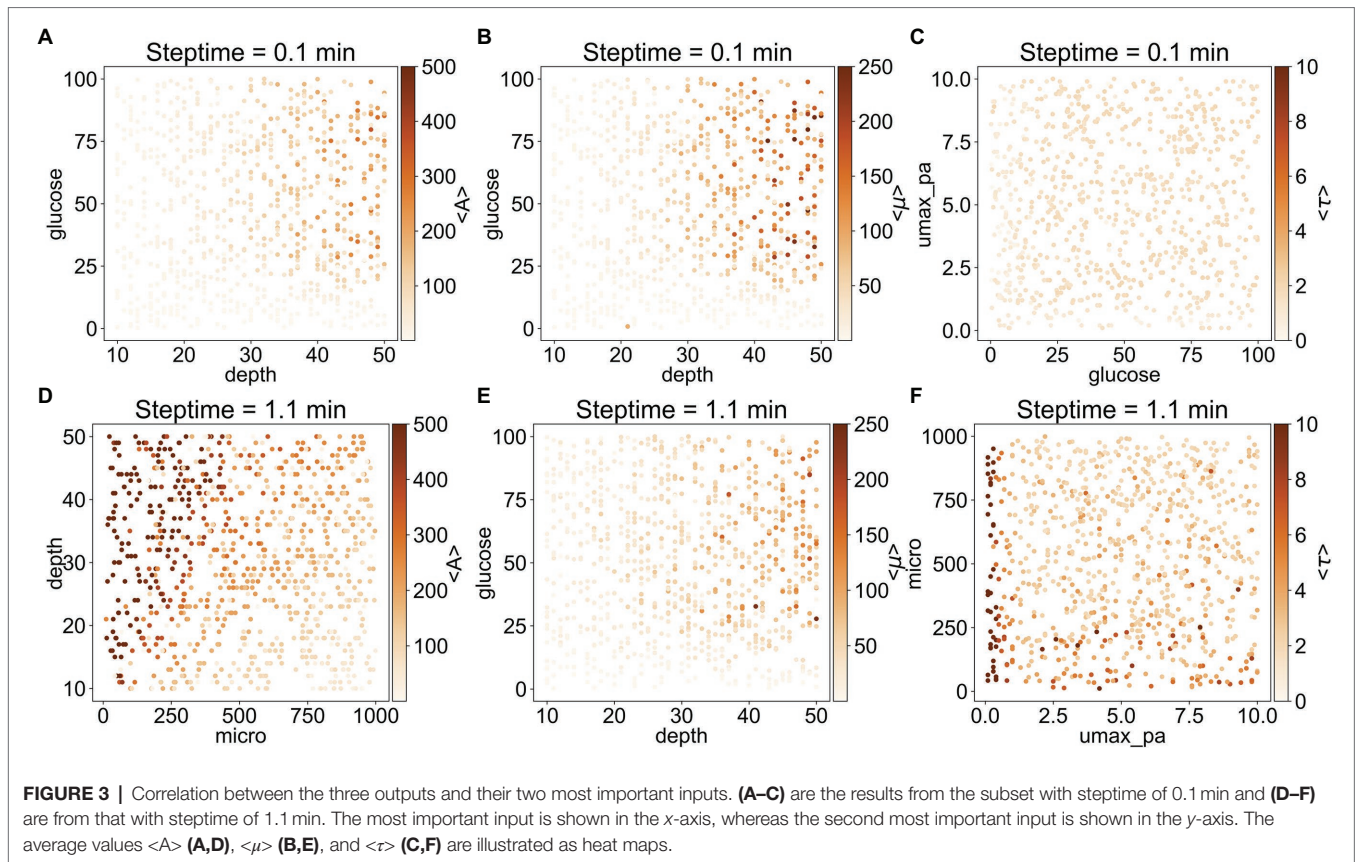 A
Steptime = 0.1 min
100
75
50
25
0
glucose
10
20
30
40
50
depth
500
400
300
200
100
<A>
B
Steptime = 0.1 min
100
75
50
25
0
glucose
10
20
30
40
50
depth
250
200
150
100
50
<μ>
C
Steptime = 0.1 min
10.0
7.5
5.0
2.5
0.0
umax_pa
0
25
50
75
100
glucose
10
8
6
4
2
0
<τ>
D
Steptime = 1.1 min
50
40
30
20
10
depth
0
250
500
750
1000
micro
500
400
300
200
100
<A>
E
Steptime = 1.1 min
100
75
50
25
0
glucose
10
20
30
40
50
depth
250
200
150
100
50
<μ>
F
Steptime = 1.1 min
1000
750
500
250
0
micro
0.0
2.5
5.0
7.5
10.0
umax_pa
10
8
6
4
2
0
<τ>
FIGURE 3 | Correlation between the three outputs and their two most important inputs. (A–C) are the results from the subset with steptime of 0.1 min and (D–F)
are from that with steptime of 1.1 min. The most important input is shown in the x-axis, whereas the second most important input is shown in the y-axis. The
average values <A> (A,D), <μ> (B,E), and <τ> (C,F) are illustrated as heat maps.